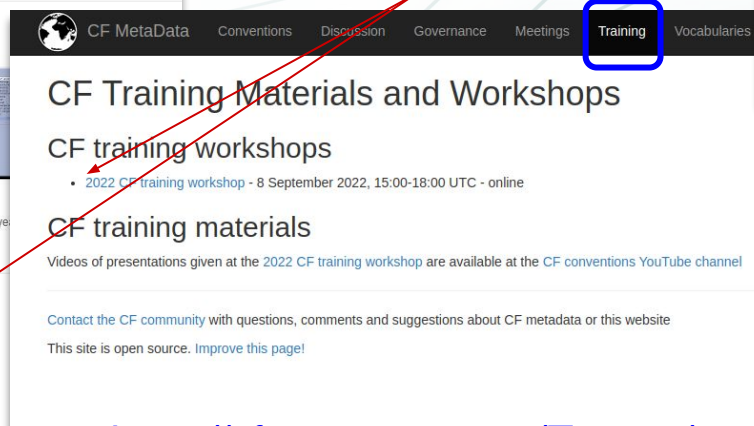 CF MetaData Conventions Discussion Governance Meetings Training Vocabularies
CF Training Materials and Workshops
CF training workshops
2022 CF training workshop - 8 September 2022, 15:00-18:00 UTC - online
CF training materials
Videos of presentations given at the 2022 CF training workshop are available at the CF conventions YouTube channel
Contact the CF community with questions, comments and suggestions about CF metadata or this website
This site is open source. Improve this page!